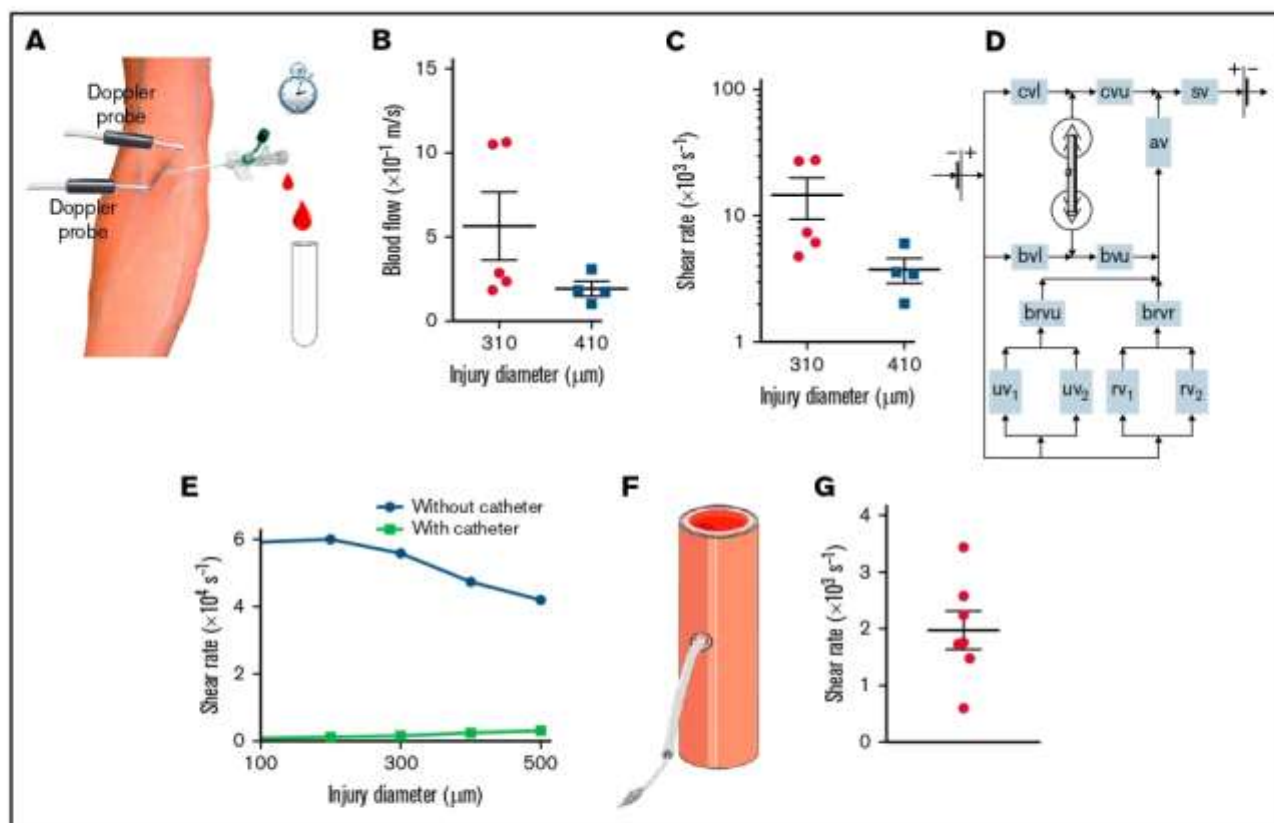 A
Doppler
probe
Doppler
probe
B
15
10
5
0
Blood flow (×10⁻¹ m/s)
310
410
Injury diameter (μm)
C
100
10
1
Shear rate (×10³ s⁻¹)
310
410
Injury diameter (μm)
D
+ −
cvl
cvu
sv
av
− +
bvl
bvu
brvu
brvr
uv₁
uv₂
rv₁
rv₂
E
Without catheter
With catheter
6
4
2
0
Shear rate (×10⁴ s⁻¹)
100
300
500
Injury diameter (μm)
F
G
4
3
2
1
0
Shear rate (×10³ s⁻¹)